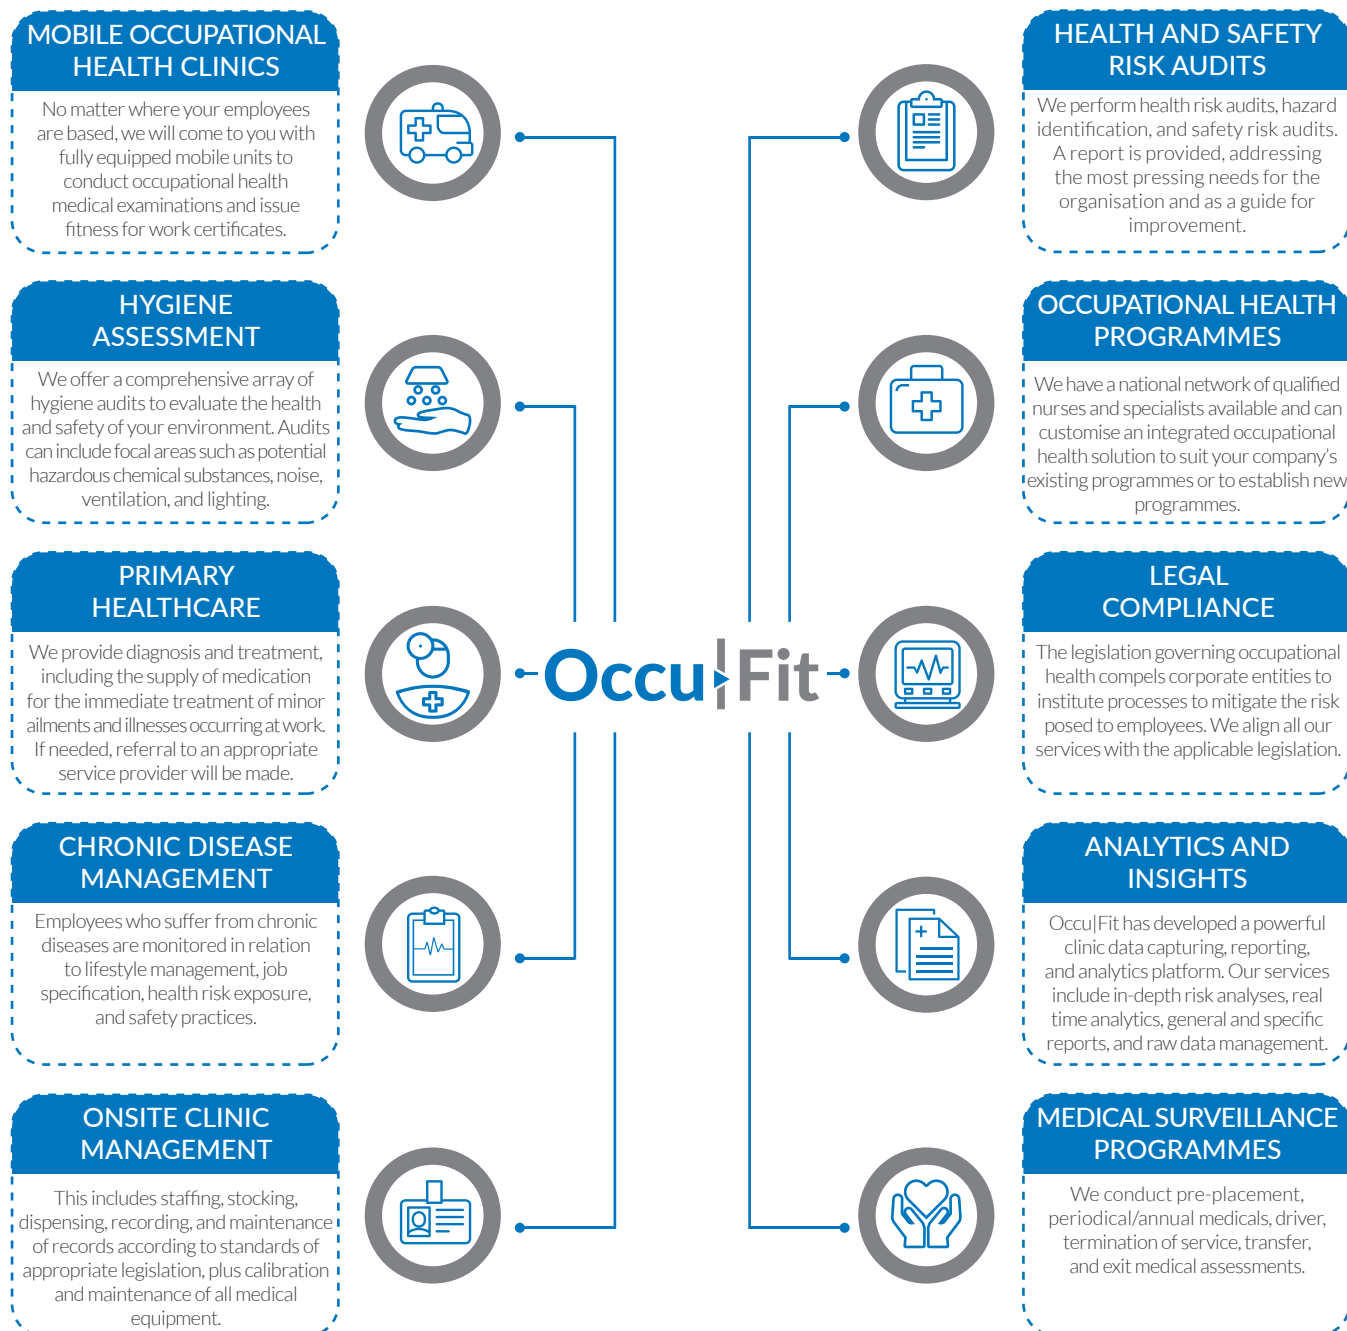 MOBILE OCCUPATIONAL
HEALTH CLINICS
No matter where your employees
are based, we will come to you with
fully equipped mobile units to
conduct occupational health
medical examinations and issue
fitness for work certificates.
HYGIENE
ASSESSMENT
We offer a comprehensive array of
hygiene audits to evaluate the health
and safety of your environment. Audits
can include focal areas such as potential
hazardous chemical substances, noise,
ventilation, and lighting.
PRIMARY
HEALTHCARE
We provide diagnosis and treatment,
including the supply of medication
for the immediate treatment of minor
ailments and illnesses occurring at work.
If needed, referral to an appropriate
service provider will be made.
CHRONIC DISEASE
MANAGEMENT
Employees who suffer from chronic
diseases are monitored in relation
to lifestyle management, job
specification, health risk exposure,
and safety practices.
ONSITE CLINIC
MANAGEMENT
This includes staffing, stocking,
dispensing, recording, and maintenance
of records according to standards of
appropriate legislation, plus calibration
and maintenance of all medical
equipment.
Occu|Fit
HEALTH AND SAFETY
RISK AUDITS
We perform health risk audits, hazard
identification, and safety risk audits.
A report is provided, addressing
the most pressing needs for the
organisation and as a guide for
improvement.
OCCUPATIONAL HEALTH
PROGRAMMES
We have a national network of qualified
nurses and specialists available and can
customise an integrated occupational
health solution to suit your company's
existing programmes or to establish new
programmes.
LEGAL
COMPLIANCE
The legislation governing occupational
health compels corporate entities to
institute processes to mitigate the risk
posed to employees. We align all our
services with the applicable legislation.
ANALYTICS AND
INSIGHTS
Occu|Fit has developed a powerful
clinic data capturing, reporting,
and analytics platform. Our services
include in-depth risk analyses, real
time analytics, general and specific
reports, and raw data management.
MEDICAL SURVEILLANCE
PROGRAMMES
We conduct pre-placement,
periodical/annual medicals, driver,
termination of service, transfer,
and exit medical assessments.